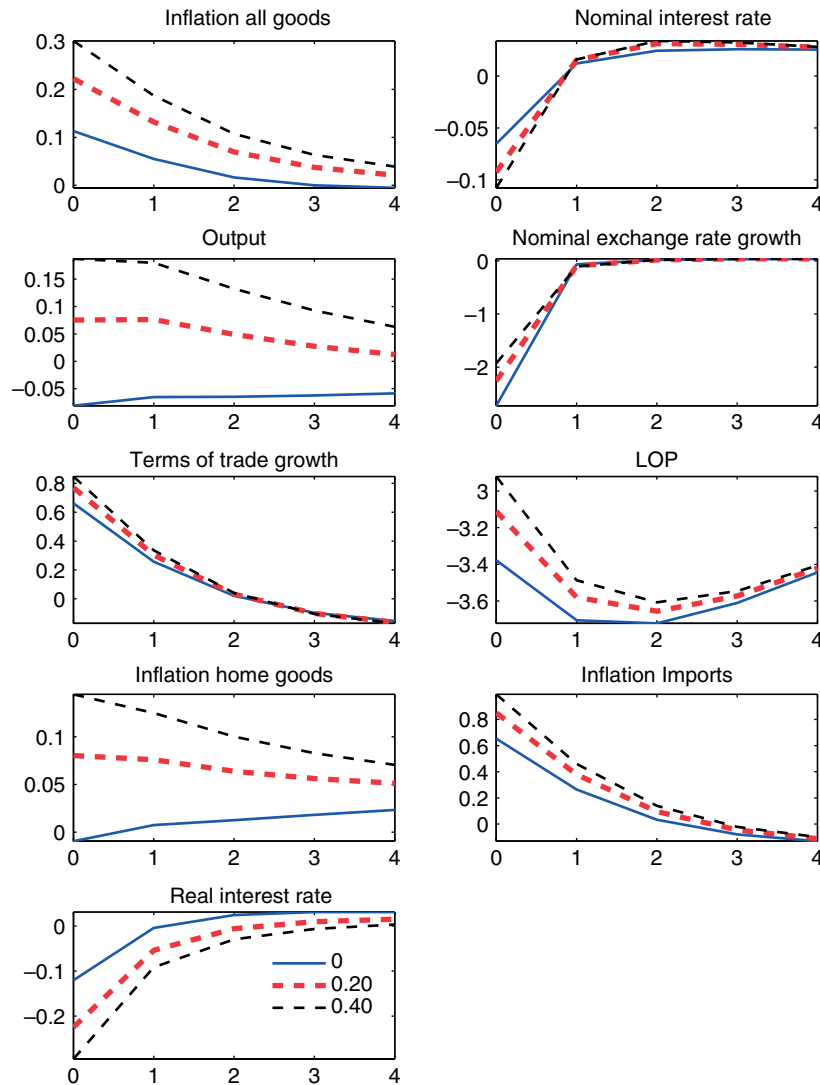 Inflation all goods
0.3
0.2
0.1
0
0 1 2 3 4
Nominal interest rate
0
−0.05
−0.1
0 1 2 3 4
Output
0.15
0.1
0.05
0
−0.05
0 1 2 3 4
Nominal exchange rate growth
0
−1
−2
0 1 2 3 4
Terms of trade growth
0.8
0.6
0.4
0.2
0
0 1 2 3 4
LOP
3
−3.2
−3.4
−3.6
0 1 2 3 4
Inflation home goods
0.1
0.05
0
0 1 2 3 4
Inflation Imports
0.8
0.6
0.4
0.2
0
0 1 2 3 4
Real interest rate
0
−0.1
−0.2
0 1 2 3 4
0
0.20
0.40